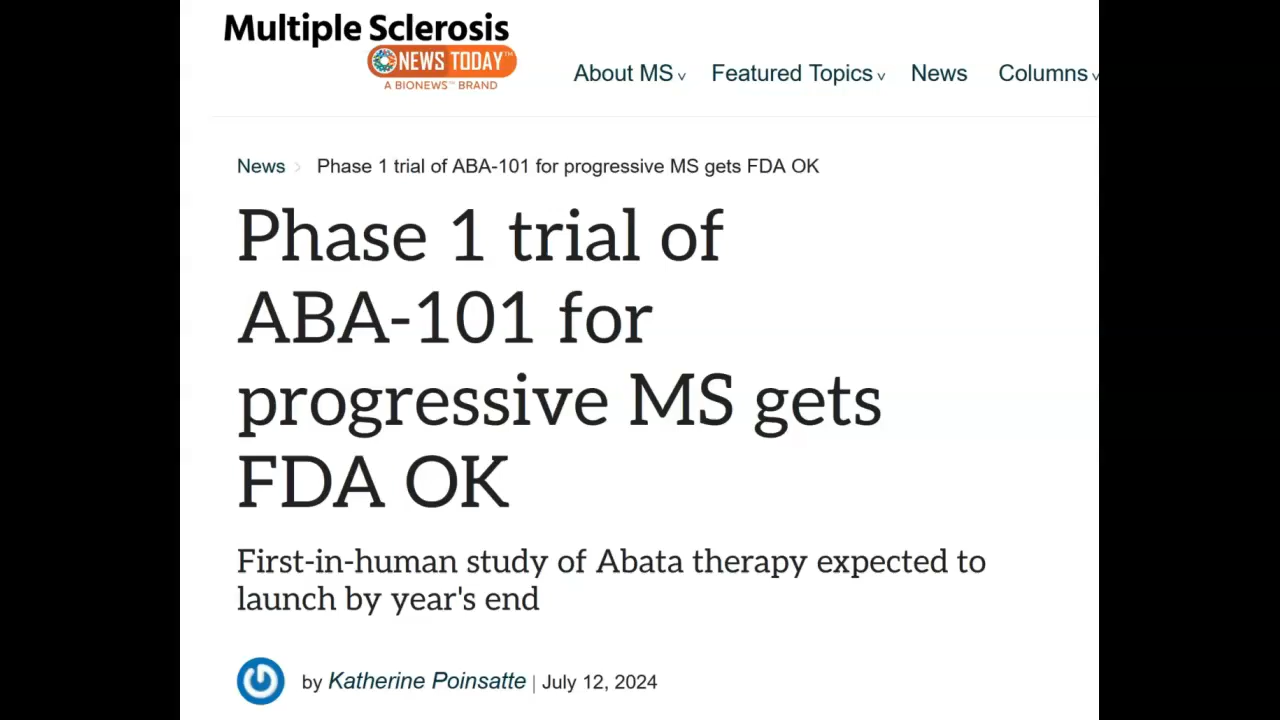 Multiple Sclerosis
NEWS TODAY™
A BIONEWS™ BRAND
About MS Featured Topics News Columns
News Phase 1 trial of ABA-101 for progressive MS gets FDA OK
Phase 1 trial of
ABA-101 for
progressive MS gets
FDA OK
First-in-human study of Abata therapy expected to
launch by year's end
by Katherine Poinsatte | July 12, 2024